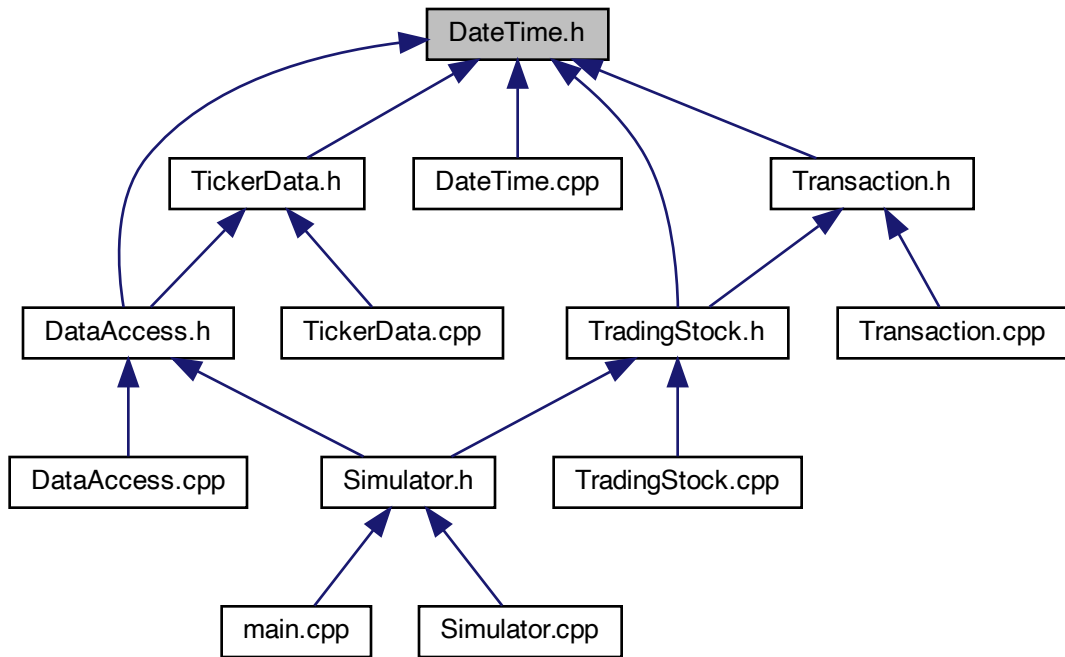 DateTime.h
TickerData.h
DateTime.cpp
Transaction.h
DataAccess.h
TickerData.cpp
TradingStock.h
Transaction.cpp
DataAccess.cpp
Simulator.h
TradingStock.cpp
main.cpp
Simulator.cpp